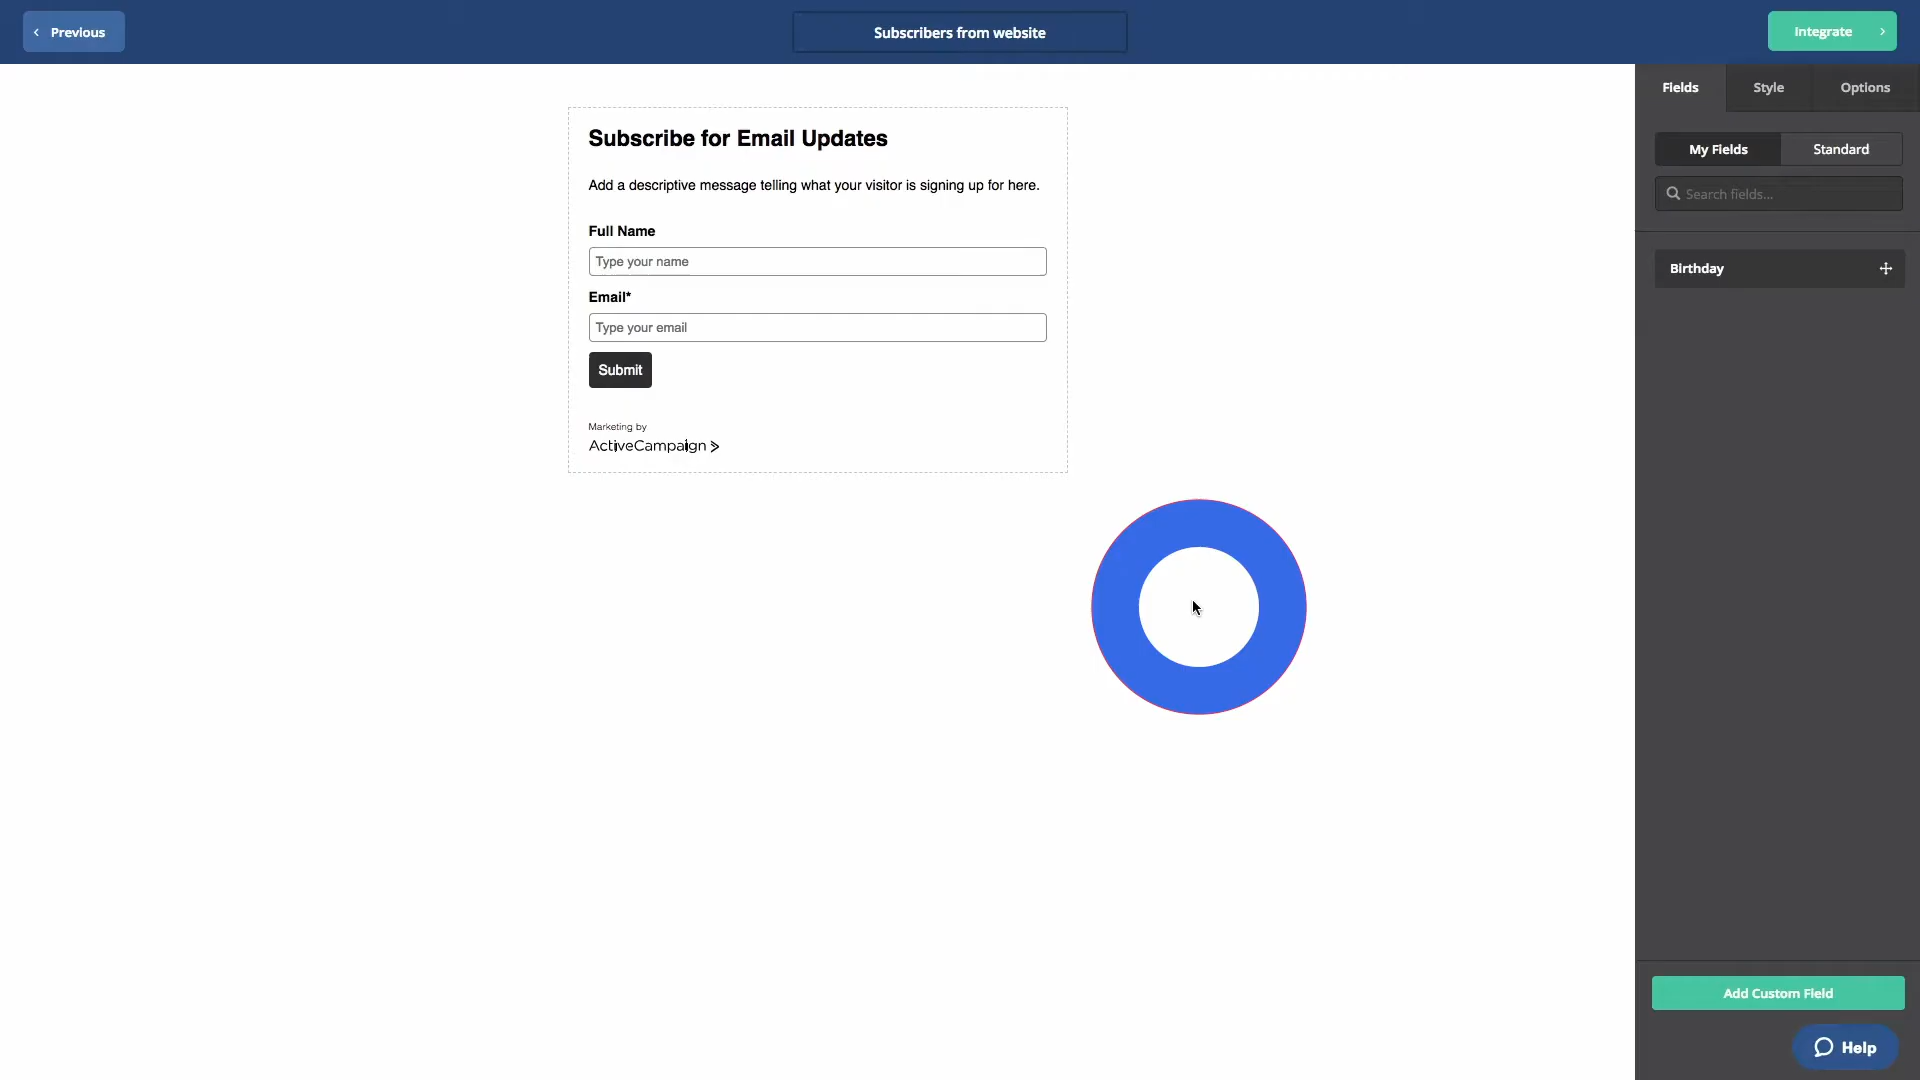 Previous
Subscribers from website
Integrate
Fields
Style
Options
My Fields
Standard
Search fields...
Birthday
Subscribe for Email Updates
Add a descriptive message telling what your visitor is signing up for here.
Full Name
Type your name
Email*
Type your email
Submit
Marketing by
ActiveCampaign >
Add Custom Field
Help